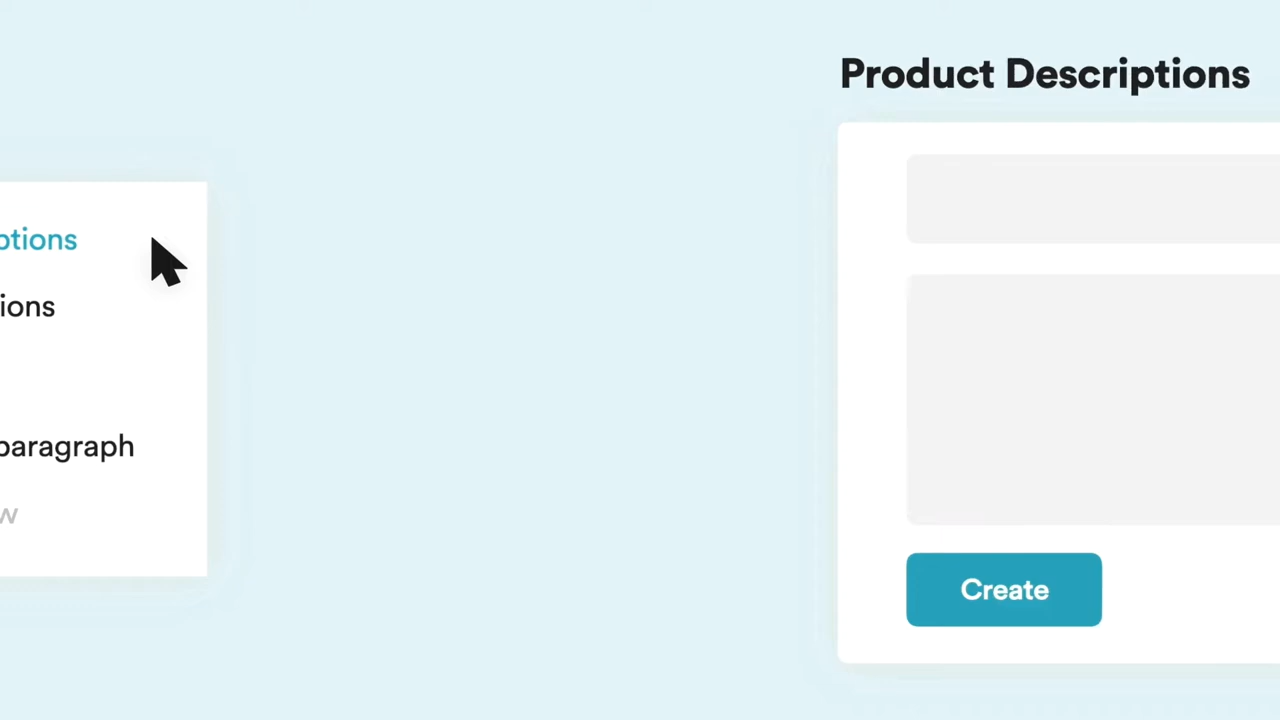 Product Descriptions
ptions
ions
paragraph
w
Create